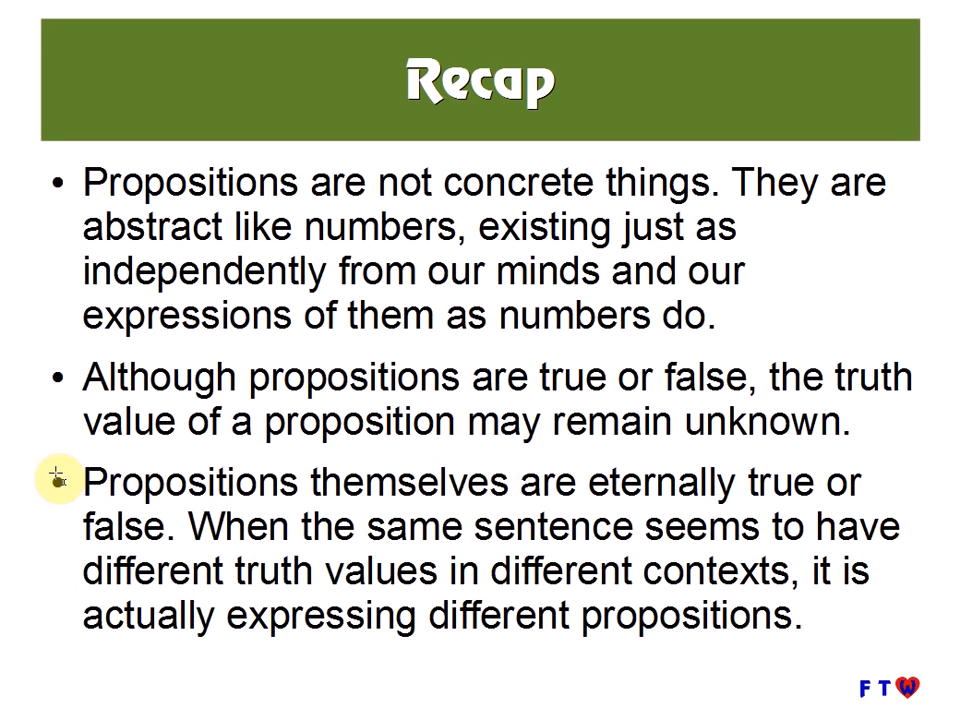 Recap
• Propositions are not concrete things. They are
abstract like numbers, existing just as
independently from our minds and our
expressions of them as numbers do.
• Although propositions are true or false, the truth
value of a proposition may remain unknown.
• Propositions themselves are eternally true or
false. When the same sentence seems to have
different truth values in different contexts, it is
actually expressing different propositions.
F T W